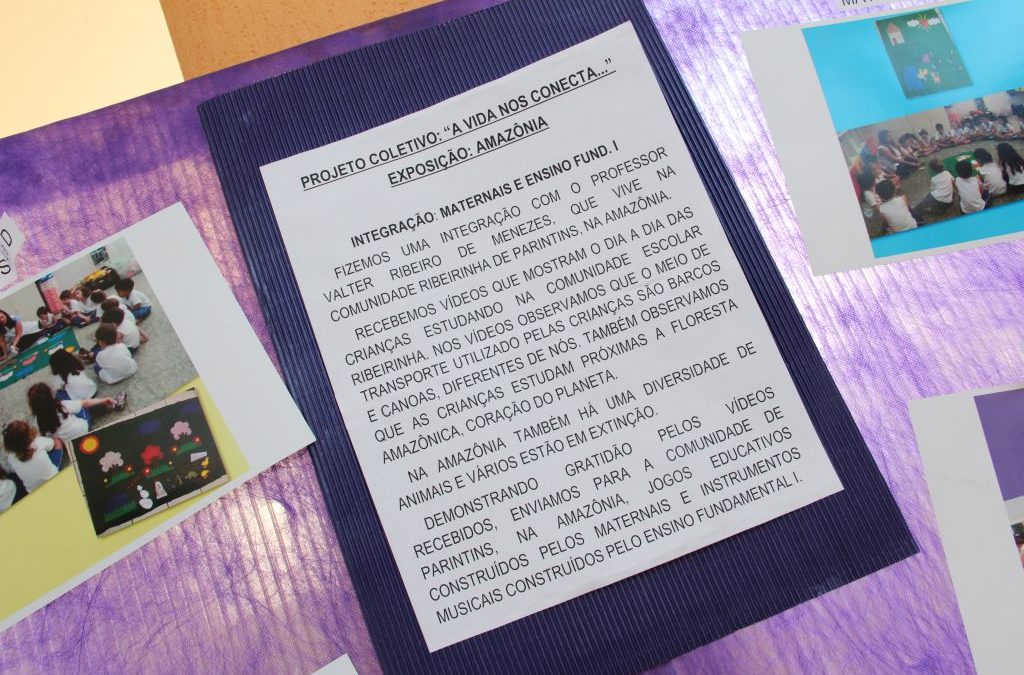 PROJETO COLETIVO: “A VIDA NOS CONECTA...”
EXPOSIÇÃO: AMAZÔNIA
INTEGRAÇÃO: MATERNAIS E ENSINO FUND. I
FIZEMOS UMA INTEGRAÇÃO COM O PROFESSOR
VALTER RIBEIRO DE MENEZES, QUE VIVE NA
COMUNIDADE RIBEIRINHA DE PARINTINS, NA AMAZÔNIA.
RECEBEMOS VÍDEOS QUE MOSTRAM O DIA A DIA DAS
CRIANÇAS ESTUDANDO NA COMUNIDADE ESCOLAR
RIBEIRINHA. NOS VÍDEOS OBSERVAMOS QUE O MEIO DE
TRANSPORTE UTILIZADO PELAS CRIANÇAS SÃO BARCOS
E CANOAS, DIFERENTES DE NÓS. TAMBÉM OBSERVAMOS
QUE AS CRIANÇAS ESTUDAM PRÓXIMAS A FLORESTA
AMAZÔNICA, CORAÇÃO DO PLANETA.
NA AMAZÔNIA TAMBÉM HÁ UMA DIVERSIDADE DE
ANIMAIS E VÁRIOS ESTÃO EM EXTINÇÃO.
DEMONSTRANDO GRATIDÃO PELOS VÍDEOS
RECEBIDOS, ENVIAMOS PARA A COMUNIDADE DE
PARINTINS, NA AMAZÔNIA, JOGOS EDUCATIVOS
CONSTRUÍDOS PELOS MATERNAIS E INSTRUMENTOS
MUSICAIS CONSTRUÍDOS PELO ENSINO FUNDAMENTAL I.